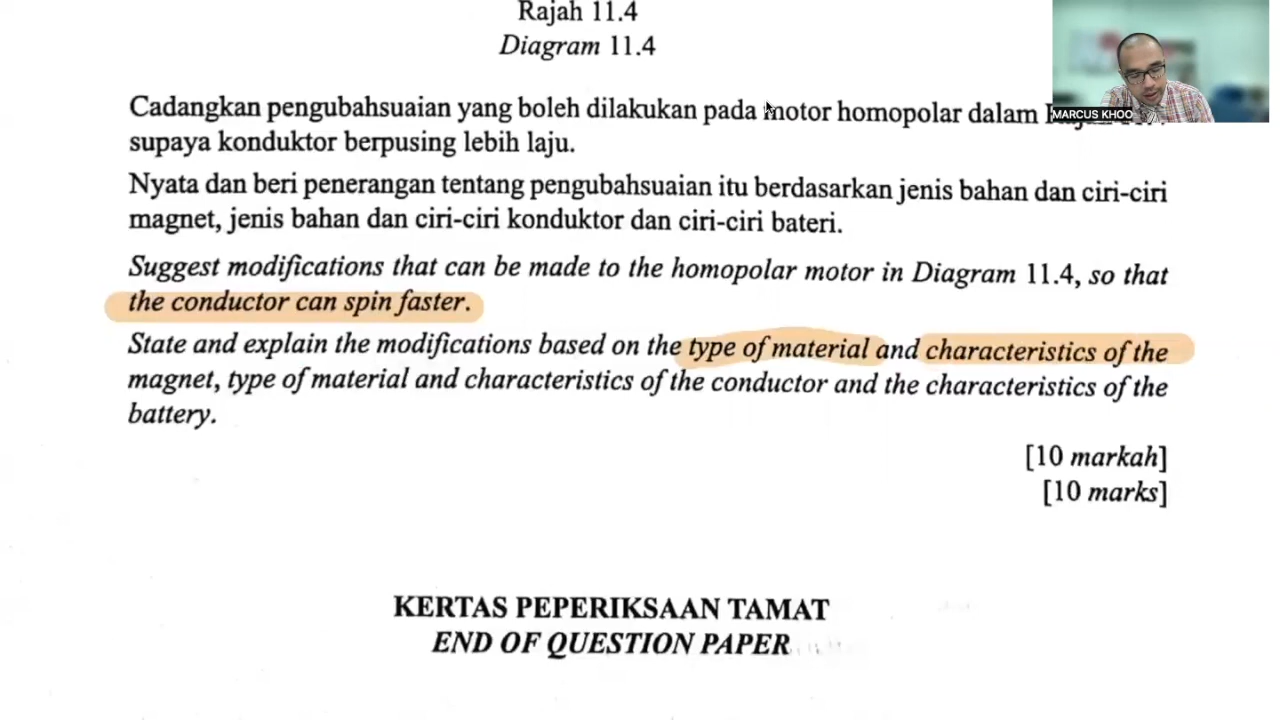 Rajah 11.4
Diagram 11.4
MARCUS KHOO
Cadangkan pengubahsuaian yang boleh dilakukan pada motor homopolar dalam
supaya konduktor berpusing lebih laju.
Nyata dan beri penerangan tentang pengubahsuaian itu berdasarkan jenis bahan dan ciri-ciri
magnet, jenis bahan dan ciri-ciri konduktor dan ciri-ciri bateri.
Suggest modifications that can be made to the homopolar motor in Diagram 11.4, so that
the conductor can spin faster.
State and explain the modifications based on the type of material and characteristics of the
magnet, type of material and characteristics of the conductor and the characteristics of the
battery.
[10 markah]
[10 marks]
KERTAS PEPERIKSAAN TAMAT
END OF QUESTION PAPER